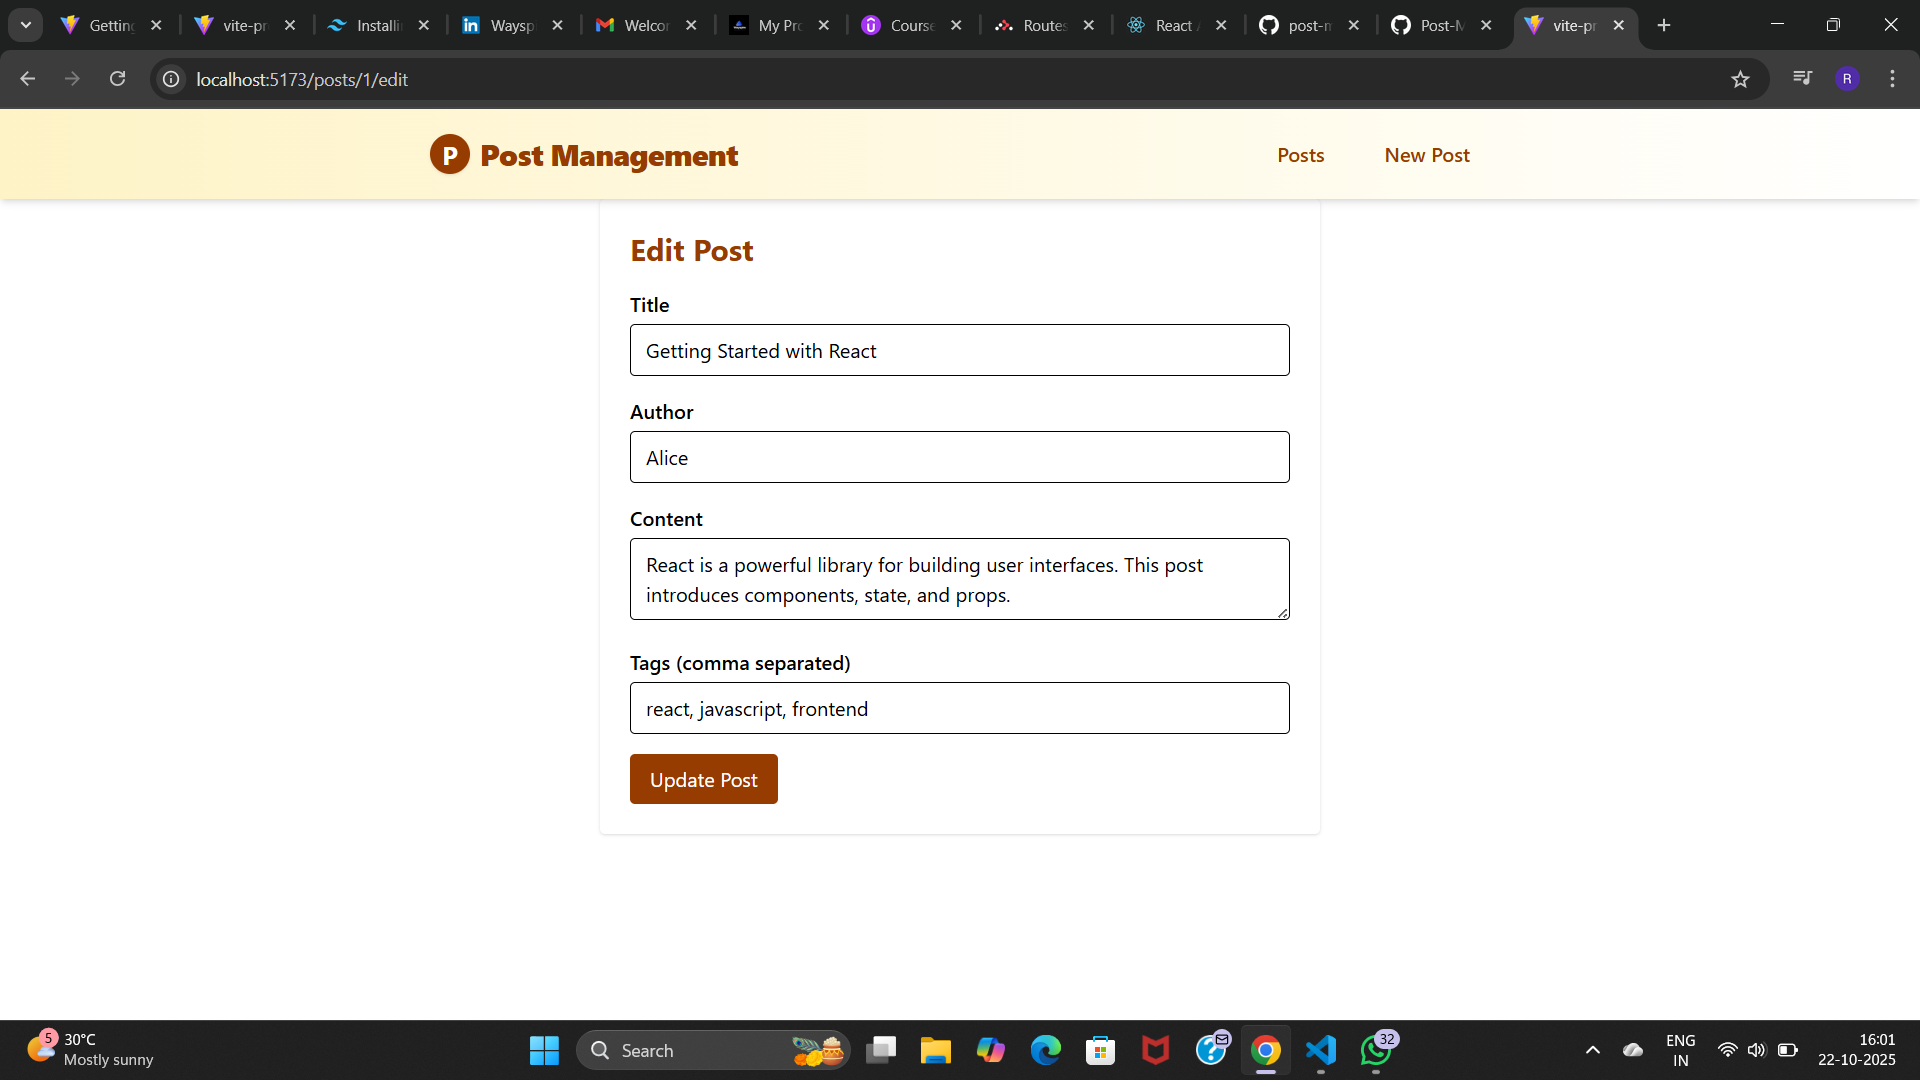 Getting
vite-pr
Installi
Waysp
Welcor
My Pro
Course
Routes
React
post-m
Post-M
vite-pr
localhost:5173/posts/1/edit
R
P Post Management
Posts
New Post
Edit Post
Title
Getting Started with React
Author
Alice
Content
React is a powerful library for building user interfaces. This post
introduces components, state, and props.
Tags (comma separated)
react, javascript, frontend
Update Post
5
30°C
Mostly sunny
Search
32
ENG
IN
16:01
22-10-2025